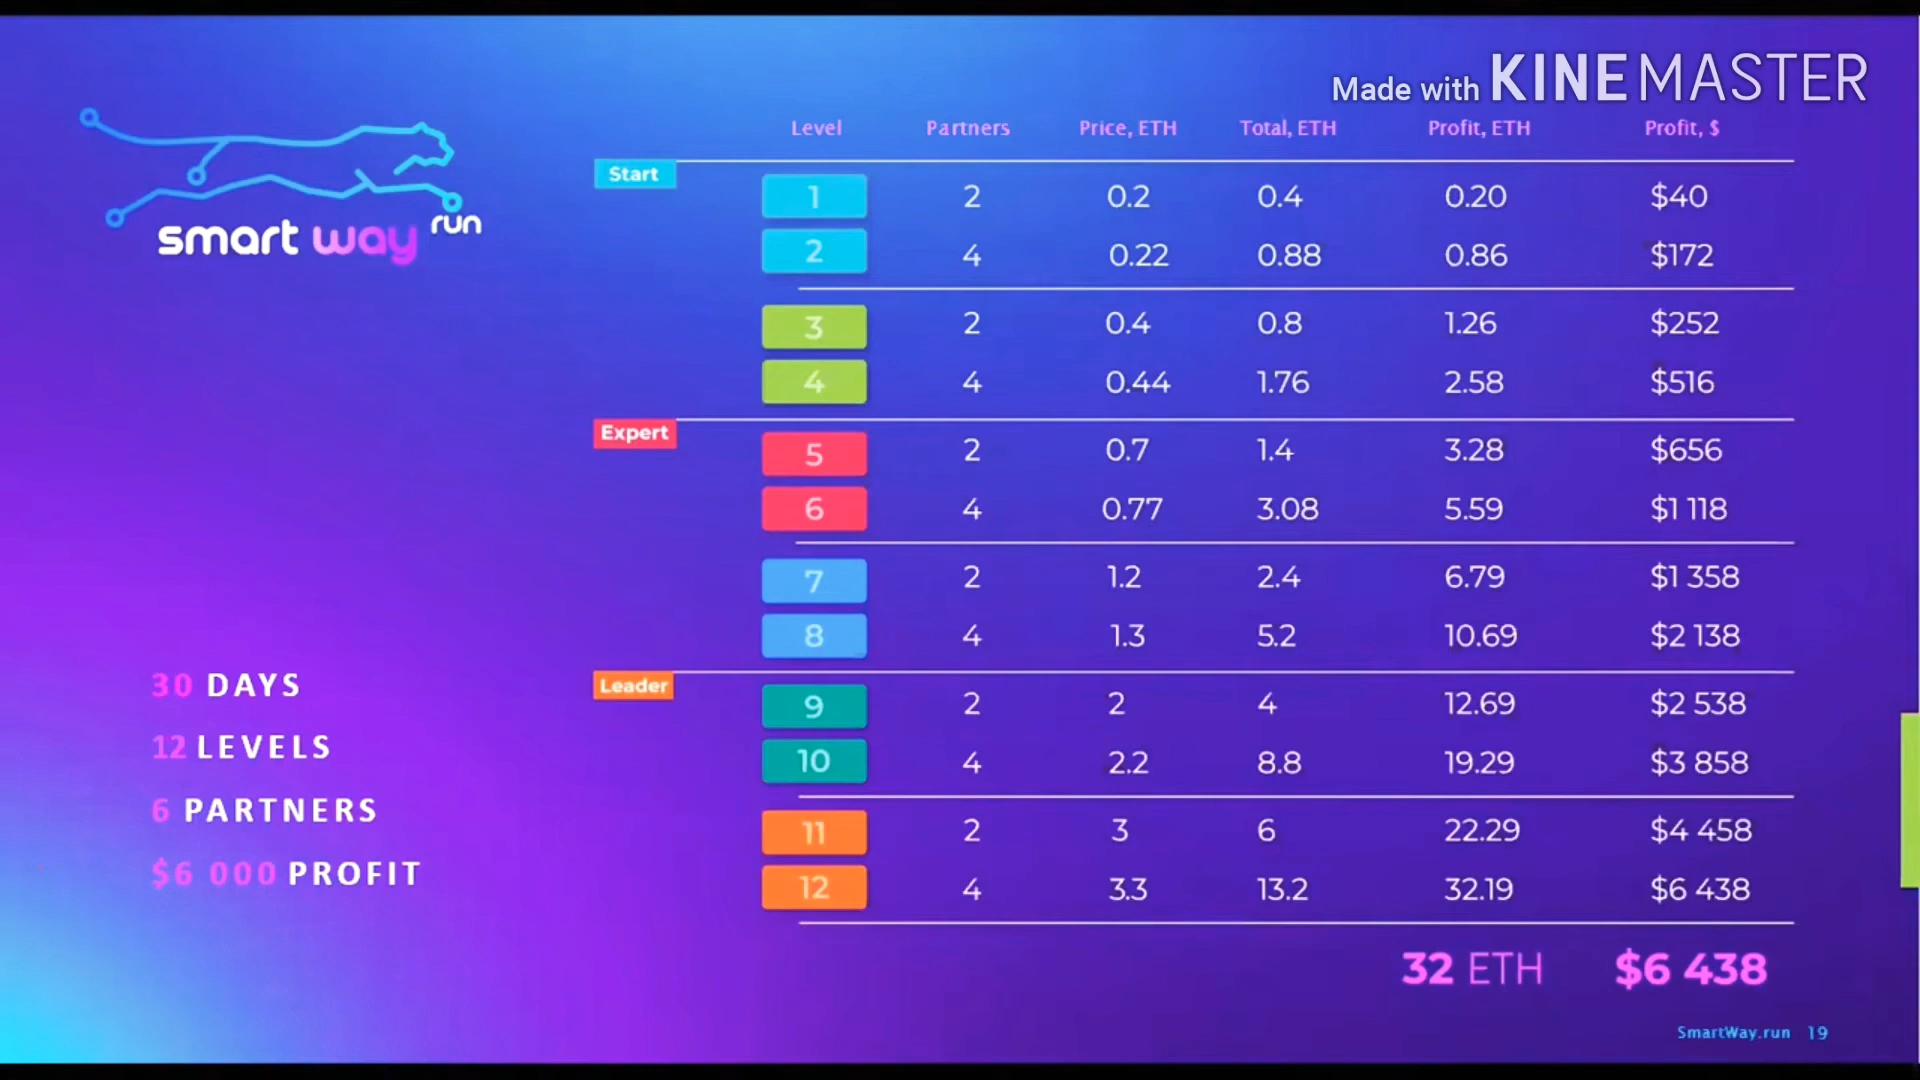 Made with KINEMASTER
smart way run
Level Partners Price, ETH Total, ETH Profit, ETH Profit, $
Start
1 2 0.2 0.4 0.20 $40
2 4 0.22 0.88 0.86 $172
3 2 0.4 0.8 1.26 $252
4 4 0.44 1.76 2.58 $516
Expert
5 2 0.7 1.4 3.28 $656
6 4 0.77 3.08 5.59 $1 118
7 2 1.2 2.4 6.79 $1 358
8 4 1.3 5.2 10.69 $2 138
Leader
9 2 2 4 12.69 $2 538
10 4 2.2 8.8 19.29 $3 858
11 2 3 6 22.29 $4 458
12 4 3.3 13.2 32.19 $6 438
32 ETH $6 438
30 DAYS
12 LEVELS
6 PARTNERS
$6 000 PROFIT
SmartWay.run 19